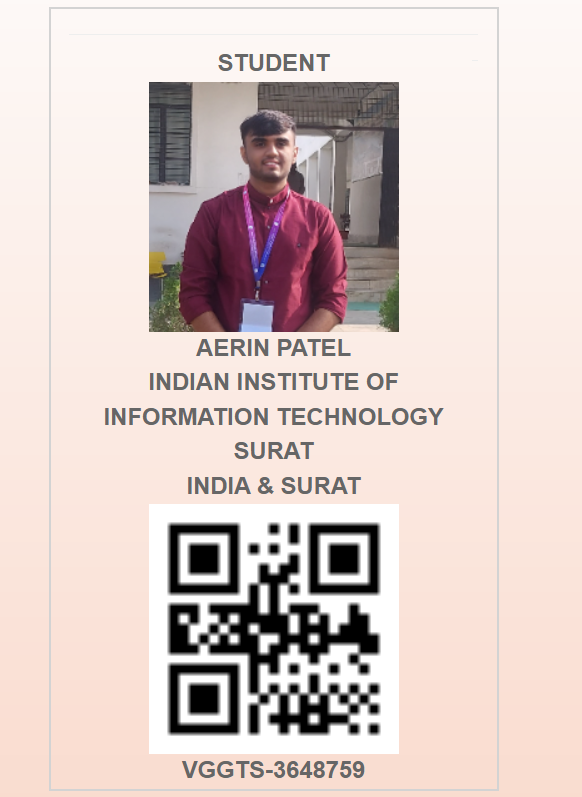 STUDENT
AERIN PATEL
INDIAN INSTITUTE OF
INFORMATION TECHNOLOGY
SURAT
INDIA & SURAT
VGGTS-3648759